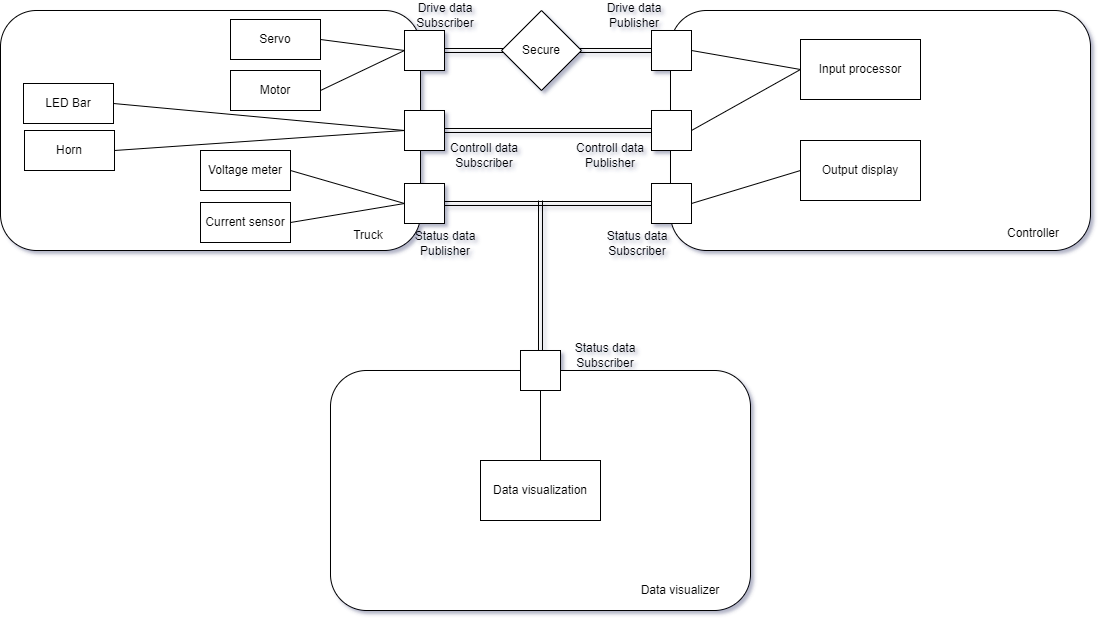 Drive data
Subscriber
Drive data
Publisher
Servo
Secure
Input processor
Motor
LED Bar
Horn
Controll data
Subscriber
Controll data
Publisher
Voltage meter
Output display
Current sensor
Truck
Status data
Publisher
Status data
Subscriber
Controller
Status data
Subscriber
Data visualization
Data visualizer